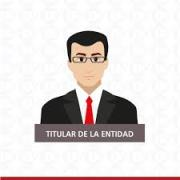 TITULAR DE LA ENTIDAD